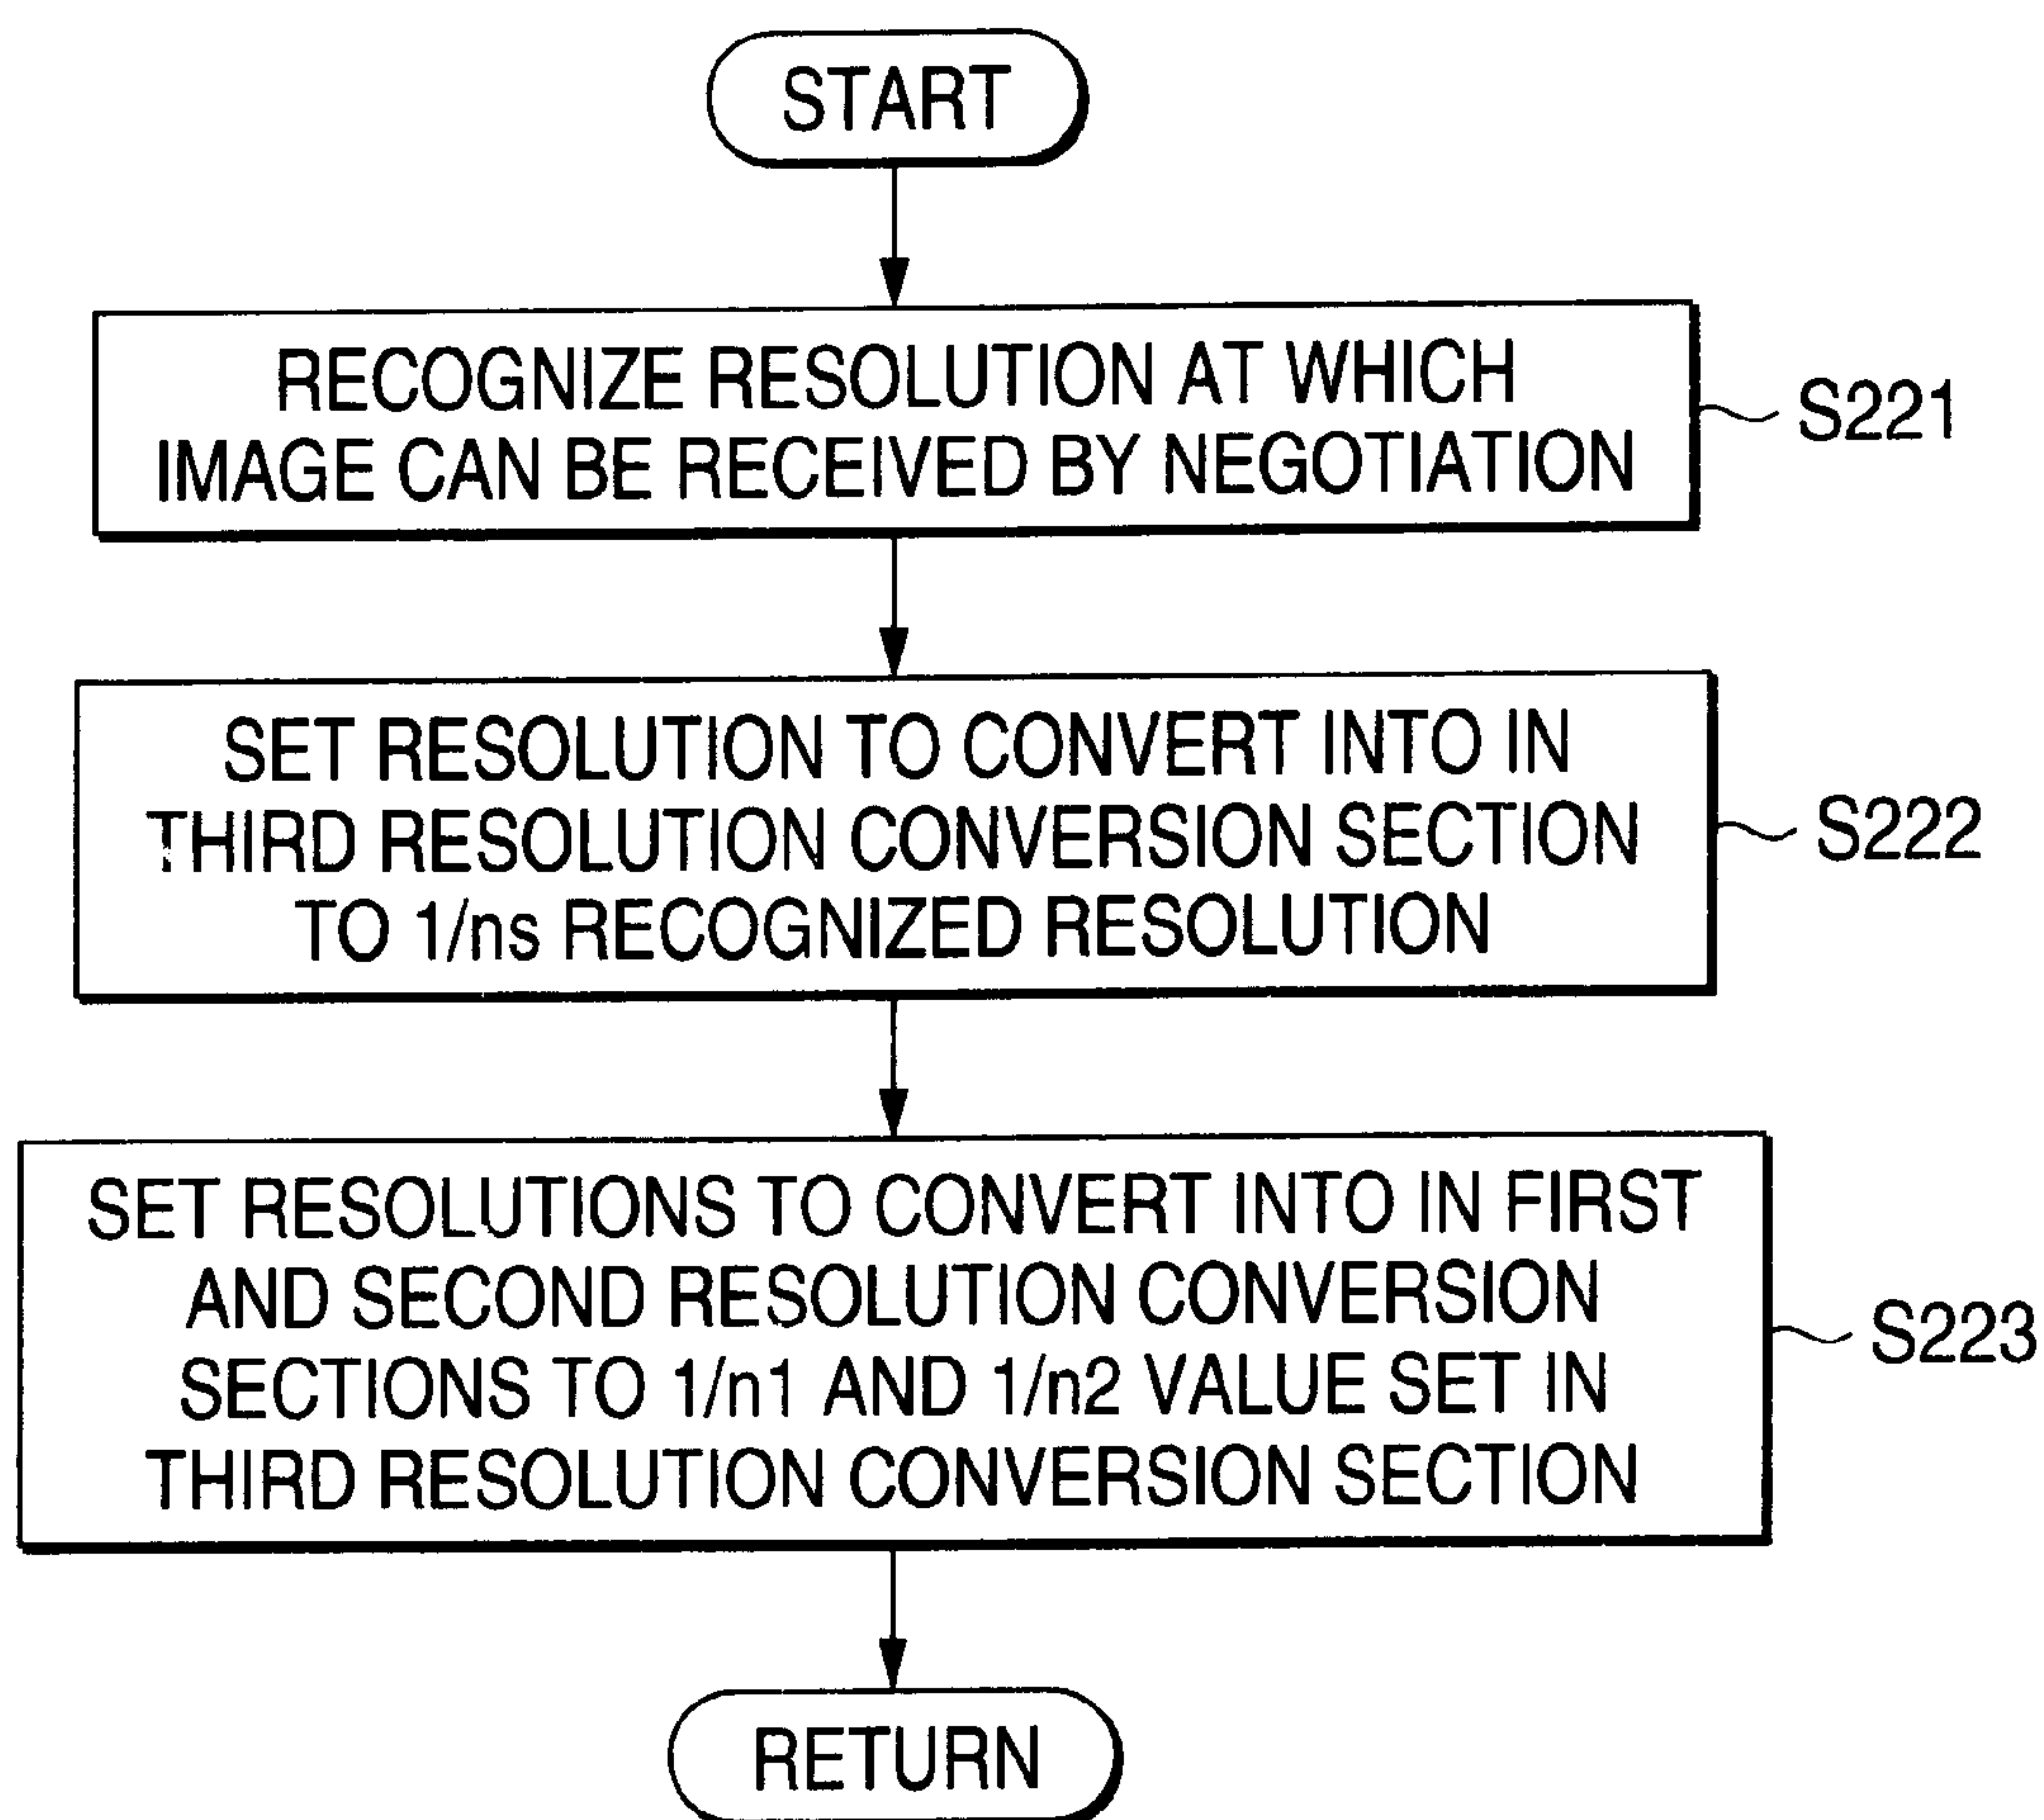 START
RECOGNIZE RESOLUTION AT WHICH
IMAGE CAN BE RECEIVED BY NEGOTIATION
S221
SET RESOLUTION TO CONVERT INTO IN
THIRD RESOLUTION CONVERSION SECTION
TO 1/ns RECOGNIZED RESOLUTION
S222
SET RESOLUTIONS TO CONVERT INTO IN FIRST
AND SECOND RESOLUTION CONVERSION
SECTIONS TO 1/n1 AND 1/n2 VALUE SET IN
THIRD RESOLUTION CONVERSION SECTION
S223
RETURN